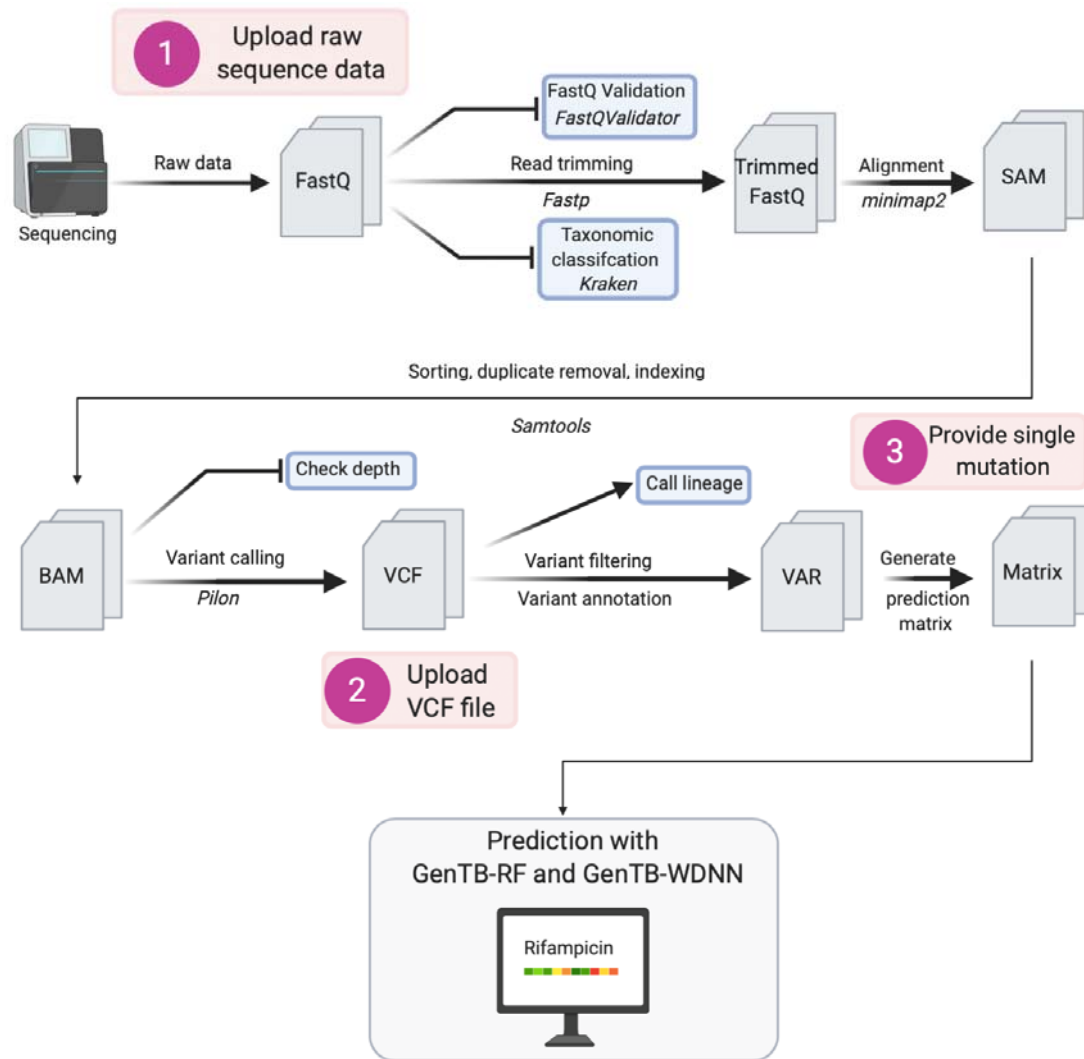 1
Upload raw
sequence data
FastQ Validation
FastQValidator
Raw data
FastQ
Read trimming
Fastp
Trimmed
FastQ
Alignment
minimap2
SAM
Sequencing
Taxonomic
classifcation
Kraken
Sorting, duplicate removal, indexing
Samtools
3
Provide single
mutation
Check depth
Call lineage
BAM
Variant calling
Pilon
VCF
Variant filtering
Variant annotation
VAR
Generate
prediction
matrix
Matrix
2
Upload
VCF file
Prediction with
GenTB-RF and GenTB-WDNN
Rifampicin